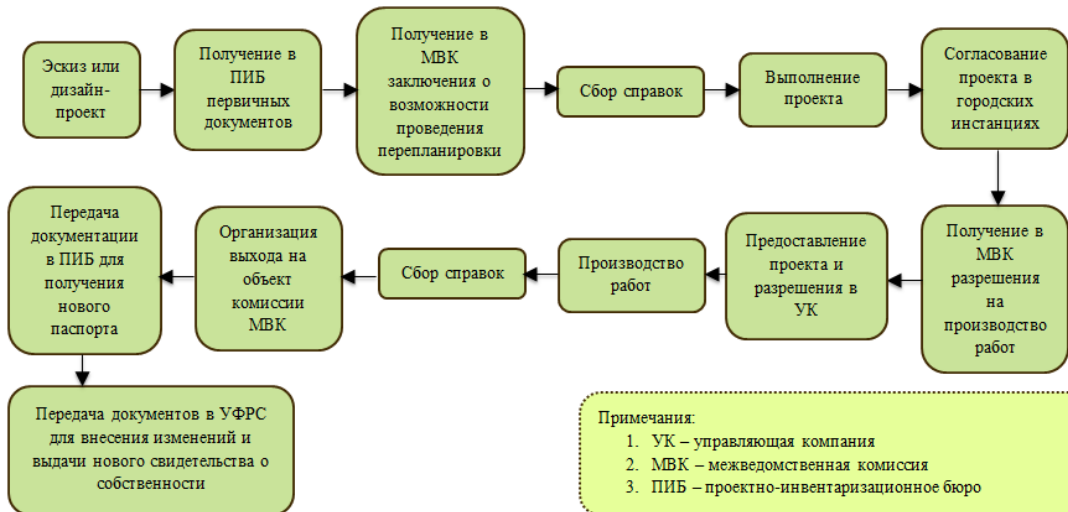 Эскиз или
дизайн-
проект
Получение в
ПИБ
первичных
документов
Получение в
МВК
заключения о
возможности
проведения
перепланировки
Сбор справок
Выполнение
проекта
Согласование
проекта в
городских
инстанциях
Получение в
МВК
разрешения
на
производство
работ
Предоставление
проекта и
разрешения в
УК
Производство
работ
Сбор справок
Организация
выхода на
объект
комиссии
МВК
Передача
документации
в ПИБ для
получения
нового
паспорта
Передача документов в УФРС
для внесения изменений и
выдачи нового свидетельства о
собственности
Примечания:
1. УК – управляющая компания
2. МВК – межведомственная комиссия
3. ПИБ – проектно-инвентаризационное бюро